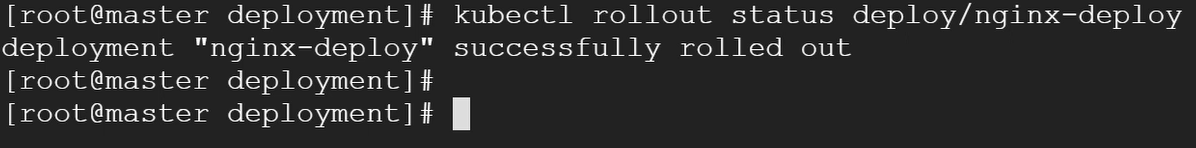 [root@master deployment]# kubectl rollout status deploy/nginx-deploy
deployment "nginx-deploy" successfully rolled out
[root@master deployment]#
[root@master deployment]#